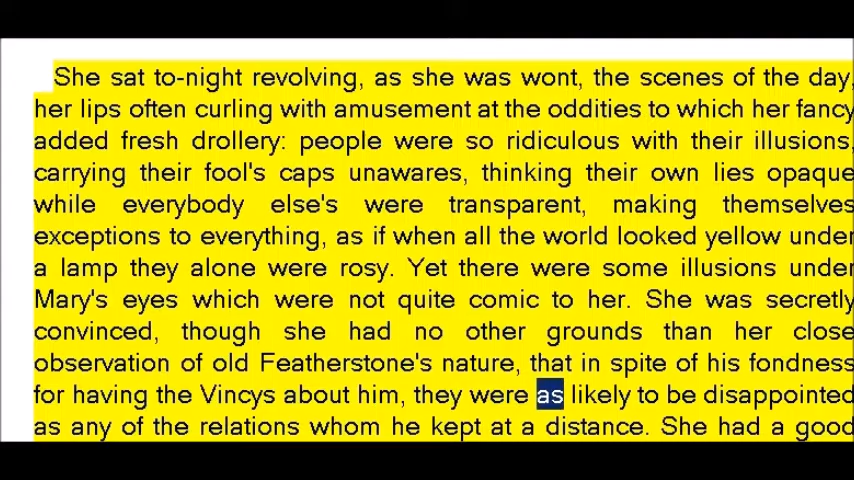 She sat to-night revolving, as she was wont, the scenes of the day,
her lips often curling with amusement at the oddities to which her fancy
added fresh drollery: people were so ridiculous with their illusions,
carrying their fool's caps unawares, thinking their own lies opaque
while everybody else's were transparent, making themselves
exceptions to everything, as if when all the world looked yellow under
a lamp they alone were rosy. Yet there were some illusions under
Mary's eyes which were not quite comic to her. She was secretly
convinced, though she had no other grounds than her close
observation of old Featherstone's nature, that in spite of his fondness
for having the Vincys about him, they were as likely to be disappointed
as any of the relations whom he kept at a distance. She had a good